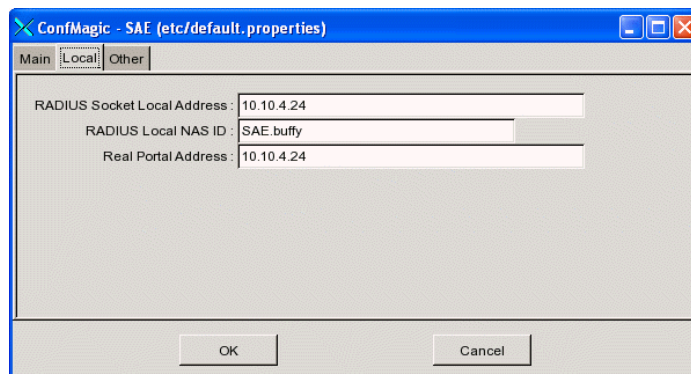 ConfMagic - SAE (etc/default.properties)
Main Local Other
RADIUS Socket Local Address : 10.10.4.24
RADIUS Local NAS ID : SAE.buffy
Real Portal Address : 10.10.4.24
OK Cancel